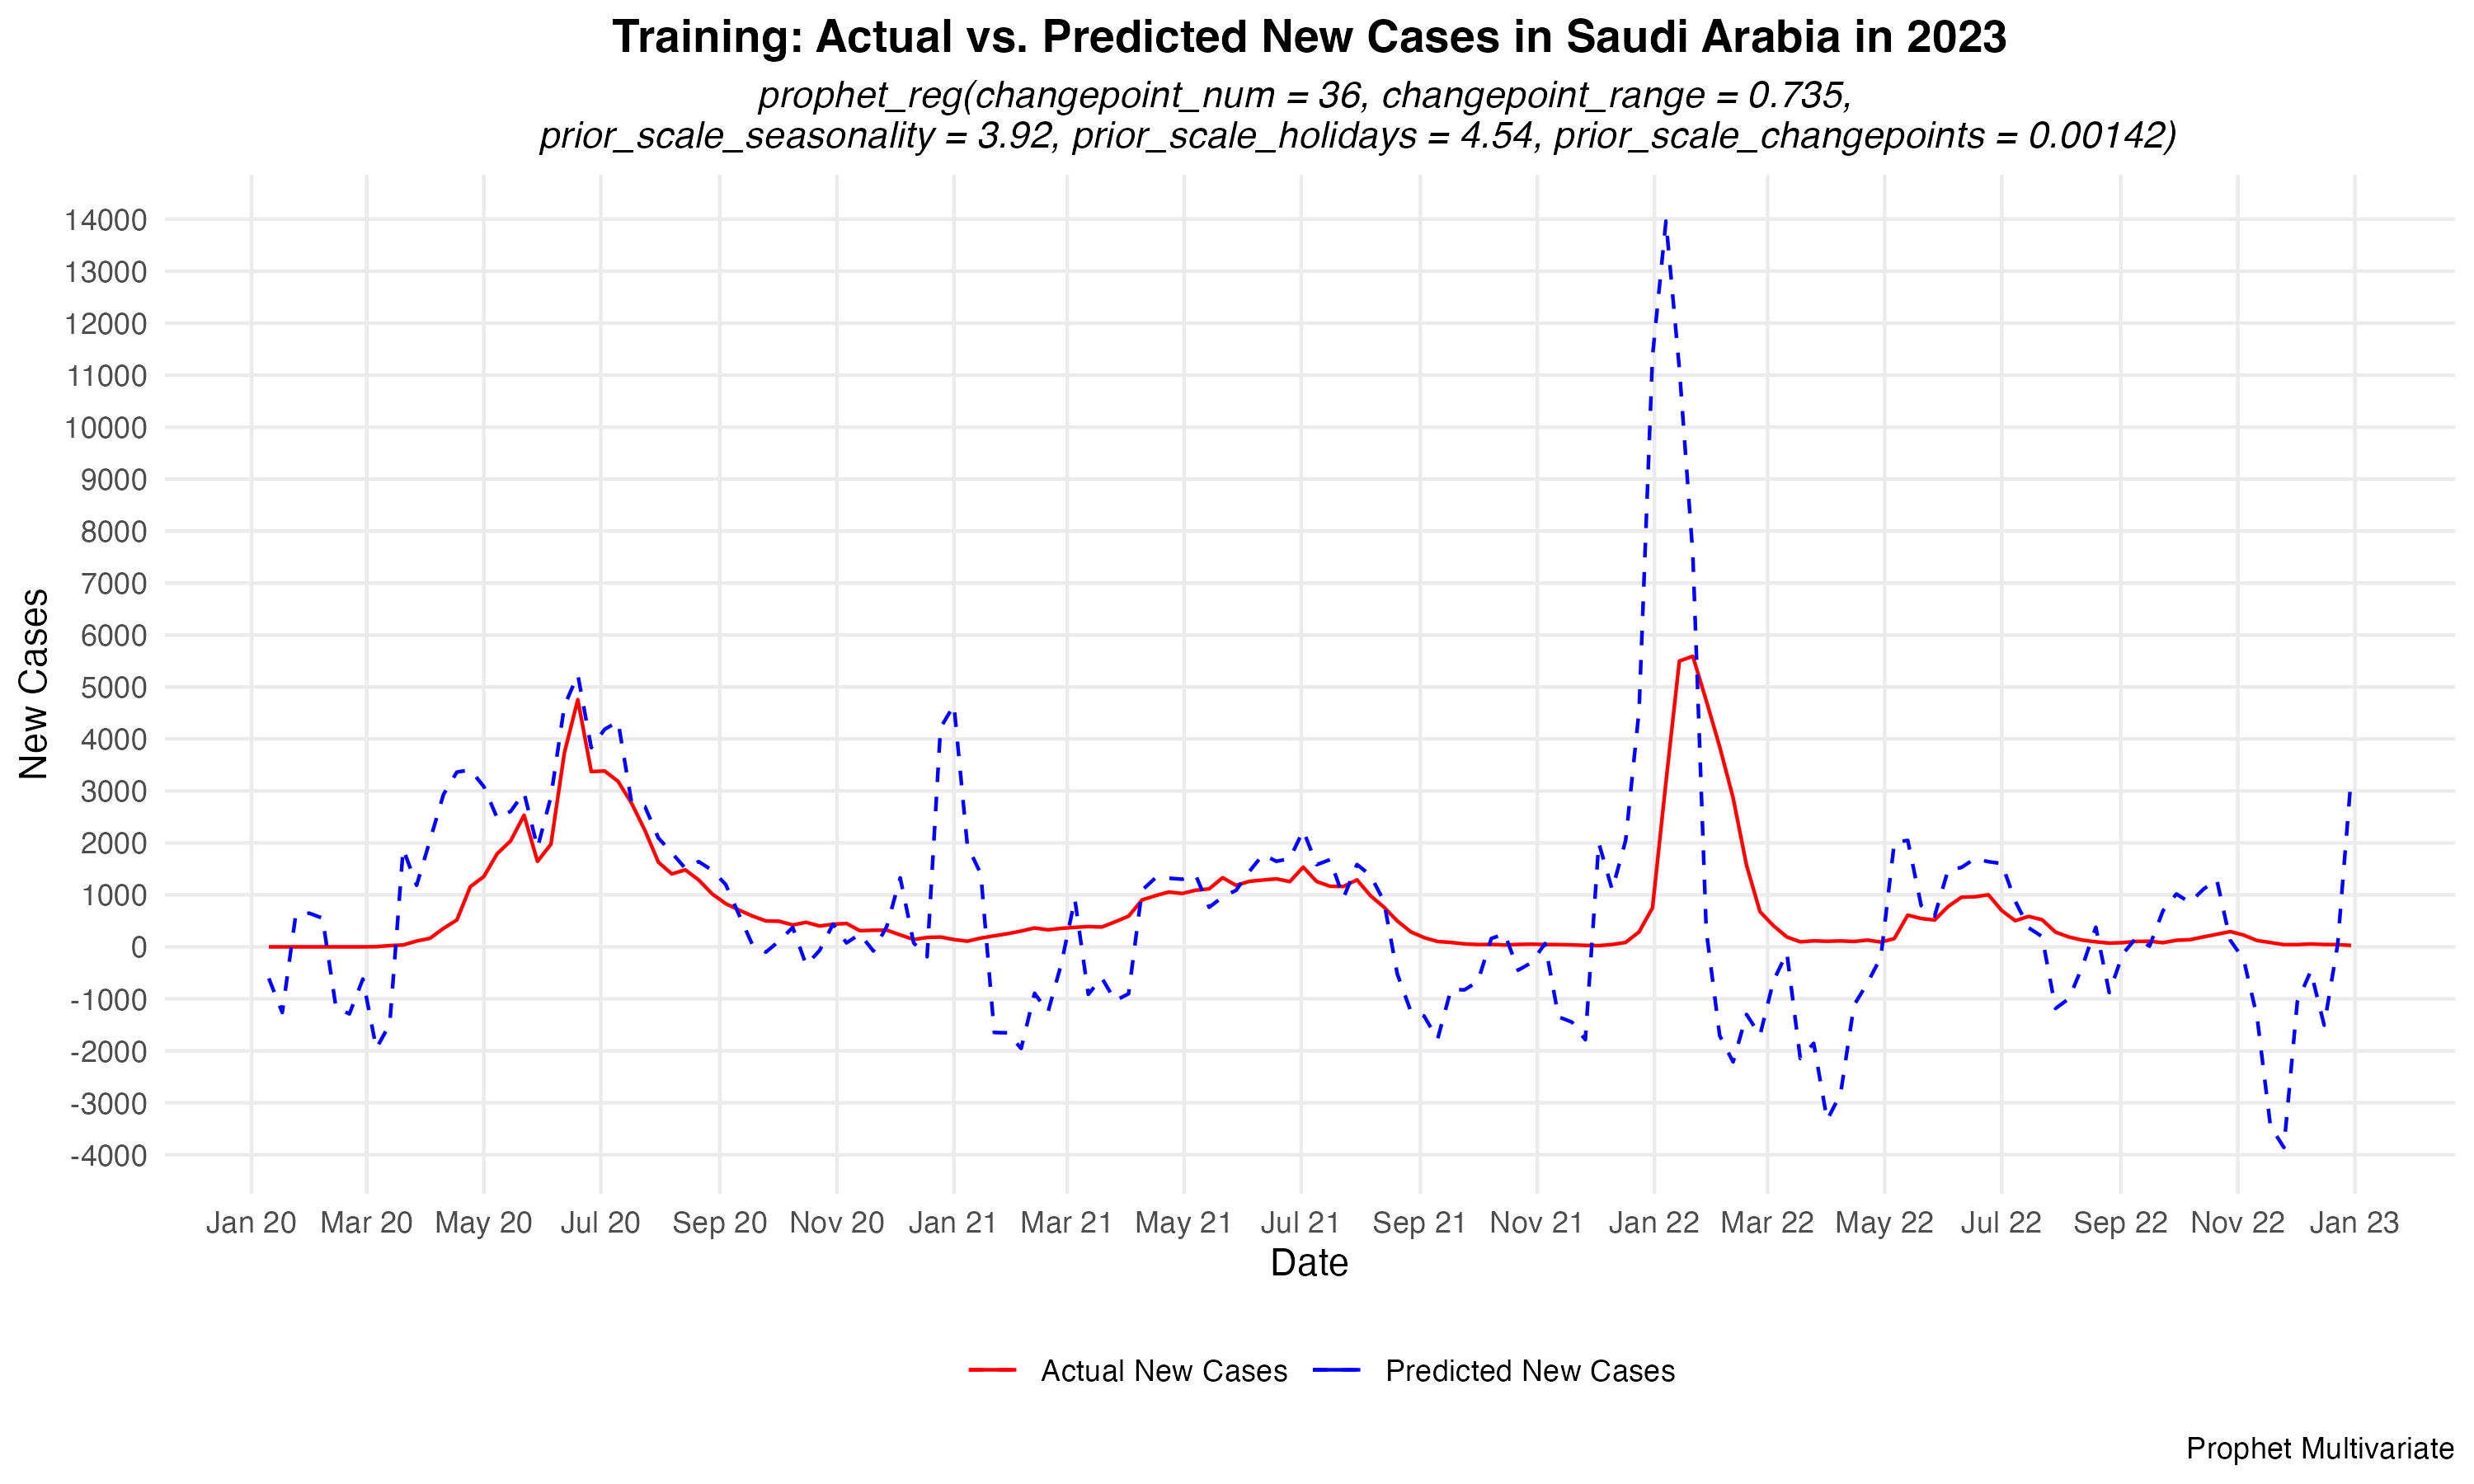 Training: Actual vs. Predicted New Cases in Saudi Arabia in 2023
prophet_reg(changepoint_num = 36, changepoint_range = 0.735,
prior_scale_seasonality = 3.92, prior_scale_holidays = 4.54, prior_scale_changepoints = 0.00142)
New Cases
14000
13000
12000
11000
10000
9000
8000
7000
6000
5000
4000
3000
2000
1000
0
-1000
-2000
-3000
-4000
Jan 20 Mar 20 May 20 Jul 20 Sep 20 Nov 20 Jan 21 Mar 21 May 21 Jul 21 Sep 21 Nov 21 Jan 22 Mar 22 May 22 Jul 22 Sep 22 Nov 22 Jan 23
Date
Actual New Cases Predicted New Cases
Prophet Multivariate